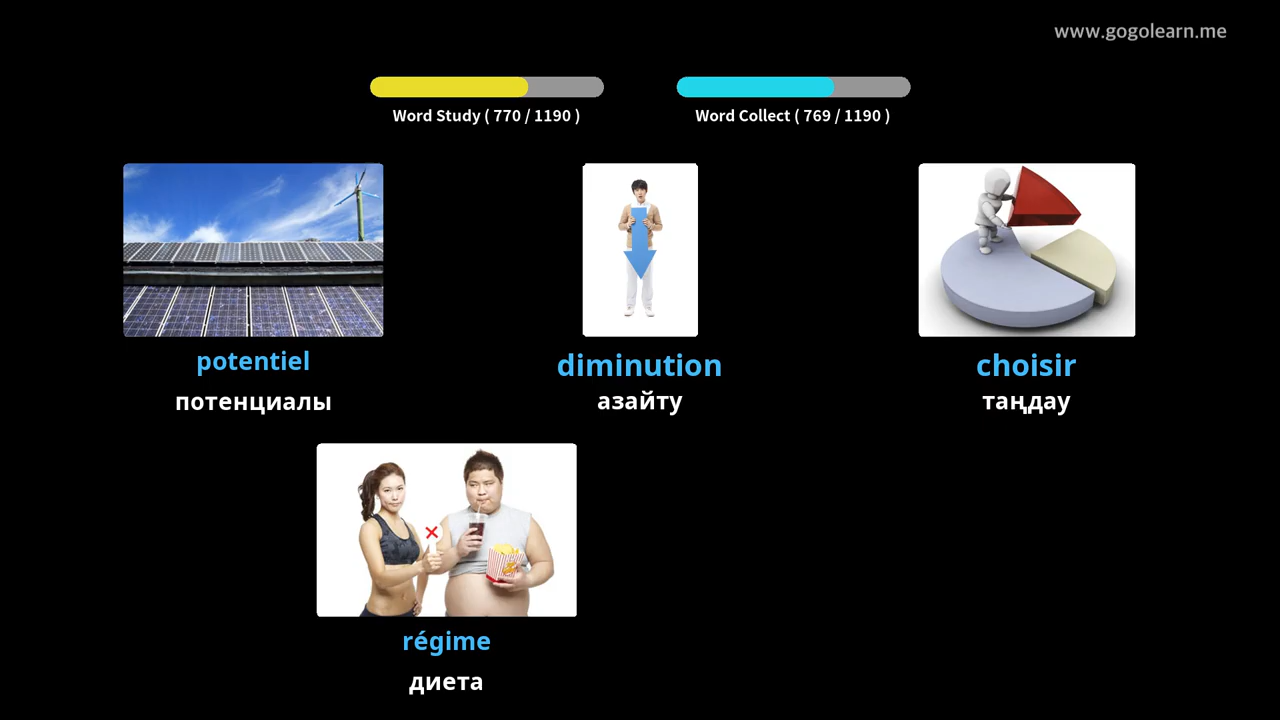 www.gogolearn.me
Word Study ( 770 / 1190 )
Word Collect ( 769 / 1190 )
potentiel
потенциалы
diminution
азайту
choisir
таңдау
régime
диета